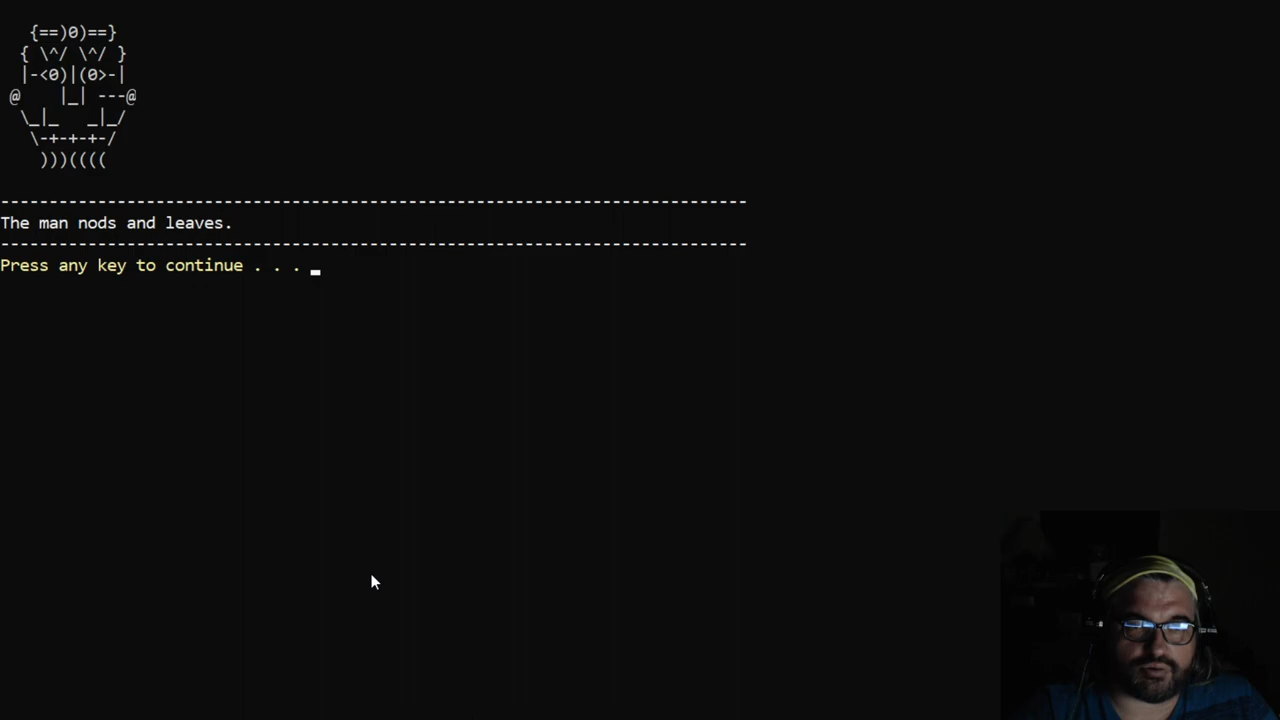 {==)0)==}
{ \^/ \^/ }
|-<0)|(0>-|
@    |_| ---@
\_|_   _|_/
\-+-+-+-/
)))((((
-----------------------------------------------------------------------------
The man nods and leaves.
-----------------------------------------------------------------------------
Press any key to continue . . .